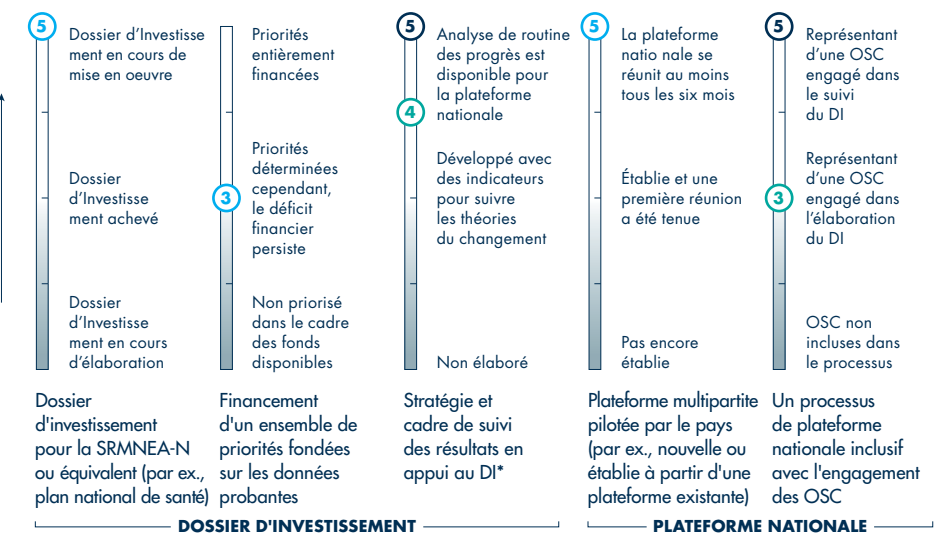 5
Dossier d’Investisse
ment en cours de
mise en oeuvre
Dossier
d’Investisse
ment achevé
Dossier
d’Investisse
ment en cours
d’élaboration
Dossier
d'investissement
pour la SRMNEA-N
ou équivalent (par ex.,
plan national de santé)
Priorités
entièrement
financées
3
Priorités
déterminées
cependant,
le déficit
financier
persiste
Non priorisé
dans le cadre
des fonds
disponibles
Financement
d'un ensemble de
priorités fondées
sur les données
probantes
5
Analyse de routine
des progrès est
disponible pour
la plateforme
nationale
4
Développé avec
des indicateurs
pour suivre
les théories
du changement
Non élaboré
Stratégie et
cadre de suivi
des résultats en
appui au DI*
5
La plateforme
natio nale se
réunit au moins
tous les six mois
Établie et une
première réunion
a été tenue
Pas encore
établie
Plateforme multipartite
pilotée par le pays
(par ex., nouvelle ou
établie à partir d'une
plateforme existante)
5
Représentant
d’une OSC
engagé dans
le suivi
du DI
3
Représentant
d’une OSC
engagé dans
l’élaboration
du DI
OSC non
incluses dans
le processus
Un processus
de plateforme
nationale inclusif
avec l'engagement
des OSC
DOSSIER D'INVESTISSEMENT
PLATEFORME NATIONALE